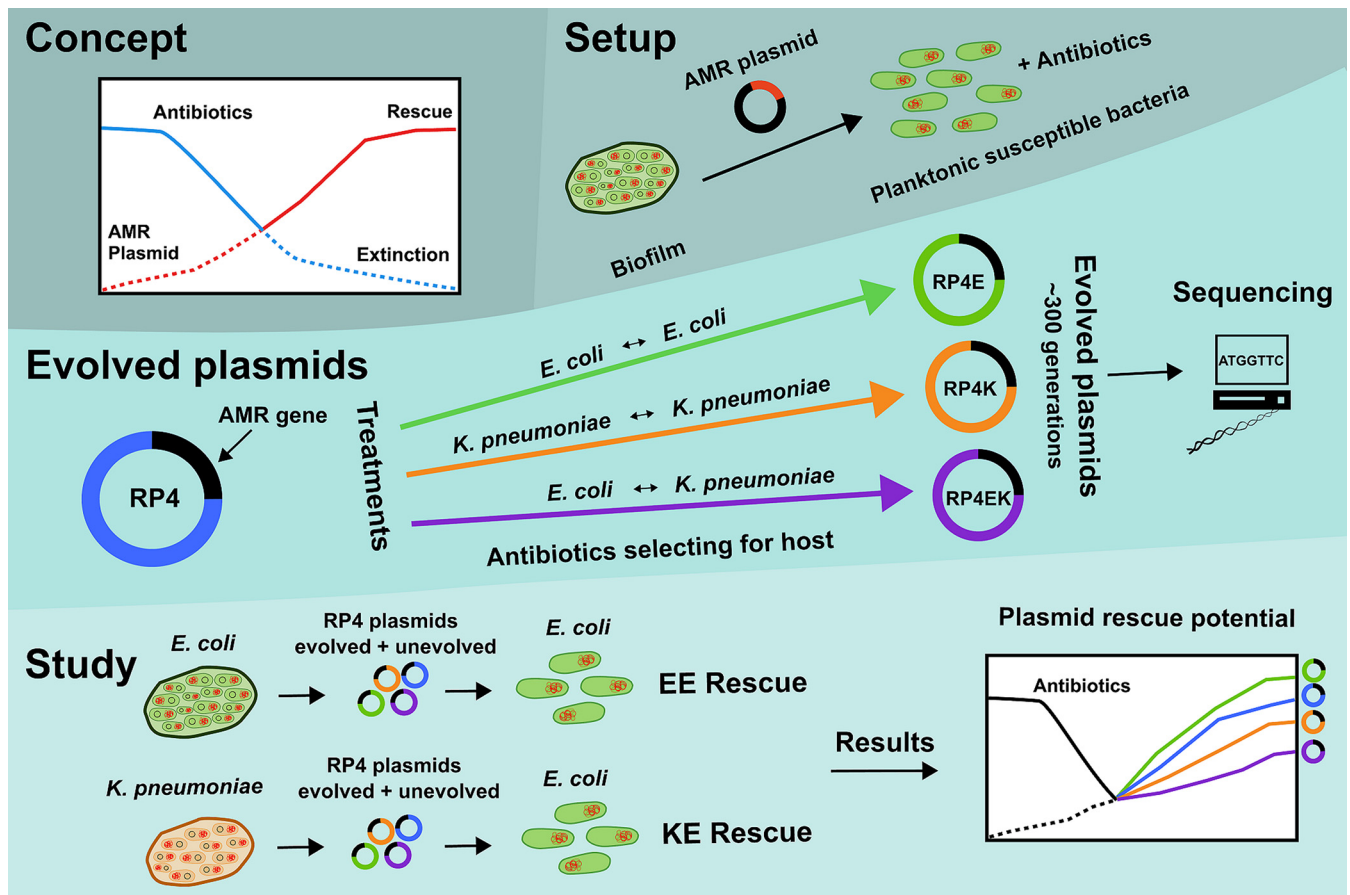 Concept
Antibiotics
Rescue
AMR
Plasmid
Extinction
Setup
AMR plasmid
+ Antibiotics
Planktonic susceptible bacteria
Biofilm
Evolved plasmids
AMR gene
RP4
Treatments
E. coli ↔ E. coli
K. pneumoniae ↔ K. pneumoniae
E. coli ↔ K. pneumoniae
Antibiotics selecting for host
RP4E
RP4K
RP4EK
Evolved plasmids
~300 generations
Sequencing
ATGGTTC
Study
E. coli
RP4 plasmids
evolved + unevolved
E. coli
EE Rescue
K. pneumoniae
RP4 plasmids
evolved + unevolved
E. coli
KE Rescue
Results
Plasmid rescue potential
Antibiotics